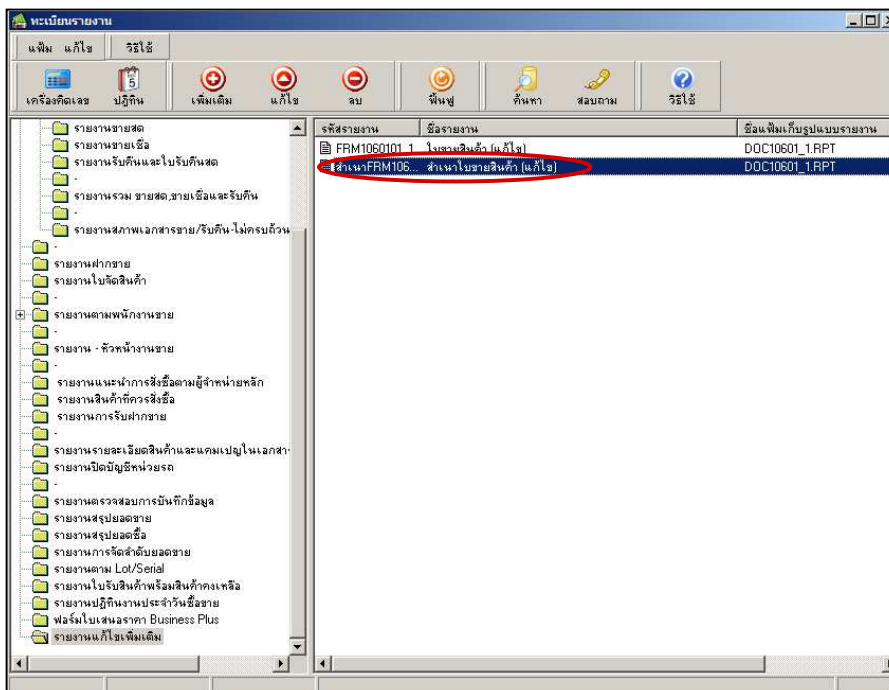 ทะเบียนรายงาน
แฟ้ม แก้ไข วิธีใช้
เครื่องคิดเลข ปฏิทิน เพิ่มเติม แก้ไข ลบ ฟื้นฟู ค้นหา สอบถาม วิธีใช้
รายงานขายสด
รายงานขายเชื่อ
รายงานรับคืนและใบรับคืนสด
-
รายงานรวม ขายสด,ขายเชื่อและรับคืน
-
รายงานสภาพเอกสารขาย/รับคืน-ไม่ครบถ้วน
-
รายงานฝากขาย
รายงานใบจัดสินค้า
-
รายงานตามพนักงานขาย
-
รายงาน - หัวหน้างานขาย
-
รายงานแนะนำการสั่งซื้อตามผู้จำหน่ายหลัก
รายงานสินค้าที่ควรสั่งซื้อ
รายงานการรับฝากขาย
-
รายงานรายละเอียดสินค้าและแคมเปญในเอกสา
รายงานปิดบัญชีหน่วยรถ
-
รายงานตรวจสอบการบันทึกข้อมูล
รายงานสรุปยอดขาย
รายงานสรุปยอดซื้อ
รายงานการจัดลำดับยอดขาย
รายงานตาม Lot/Serial
รายงานใบรับสินค้าพร้อมสินค้าคงเหลือ
รายงานปฏิทินงานประจำวันซื้อขาย
ฟอร์มใบเสนอราคา Business Plus
รายงานแก้ไขเพิ่มเติม
รหัสรายงาน ชื่อรายงาน ชื่อแฟ้มเก็บรูปแบบรายงาน
FRM1060101_1 ใบขายสินค้า (แก้ไข) DOC10601_1.RPT
สำเนาFRM106... สำเนาใบขายสินค้า (แก้ไข) DOC10601_1.RPT